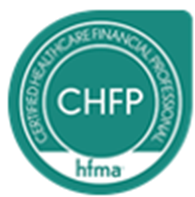 CERTIFIED HEALTHCARE FINANCIAL PROFESSIONAL
CHFP
hfma